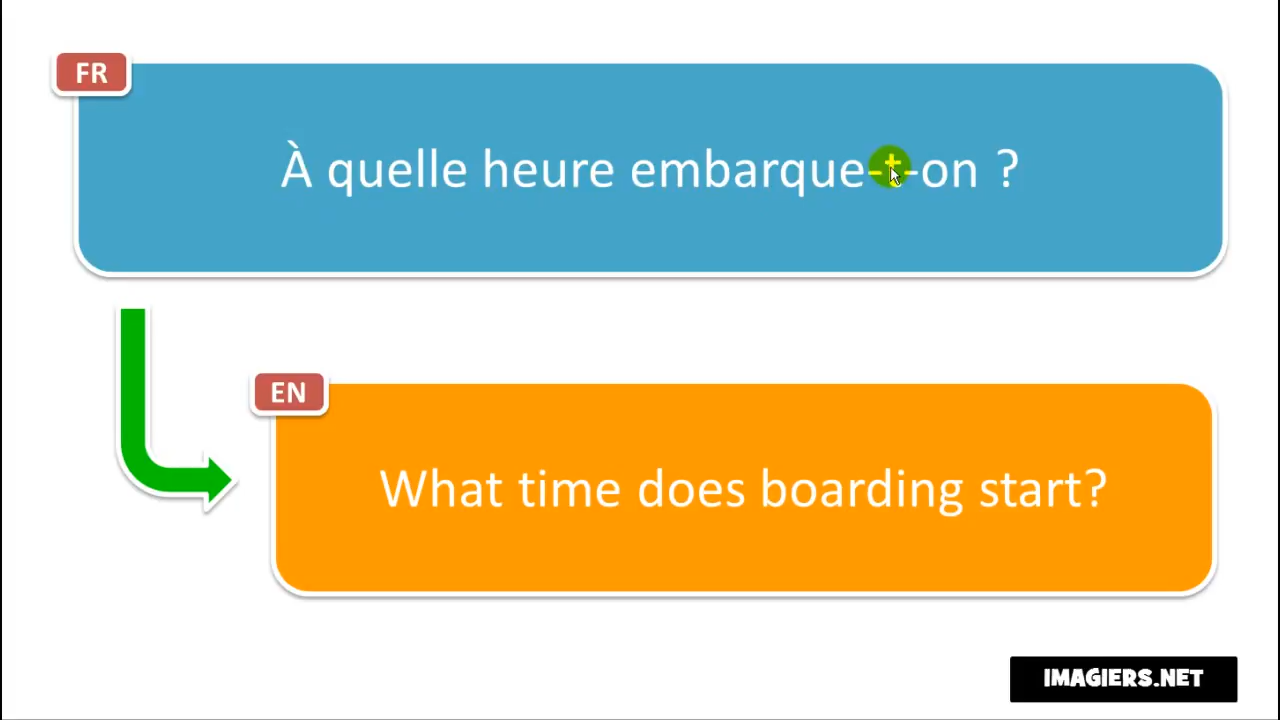 FR
À quelle heure embarque-t-on ?
EN
What time does boarding start?
IMAGIERS.NET